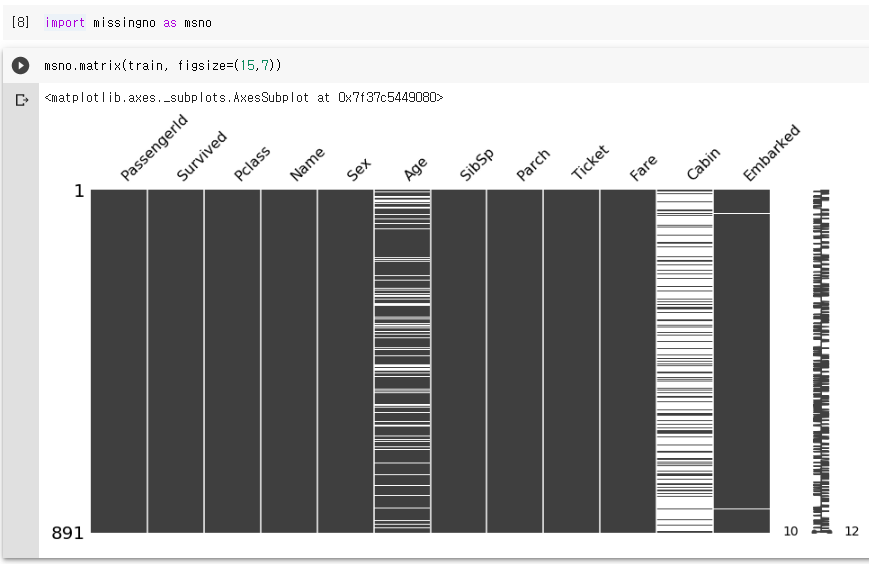 [8] import missingno as msno
msno.matrix(train, figsize=(15,7))
<matplotlib.axes._subplots.AxesSubplot at 0x7f37c5449080>
PassengerId Survived Pclass Name Sex Age SibSp Parch Ticket Fare Cabin Embarked
1
891
10 12